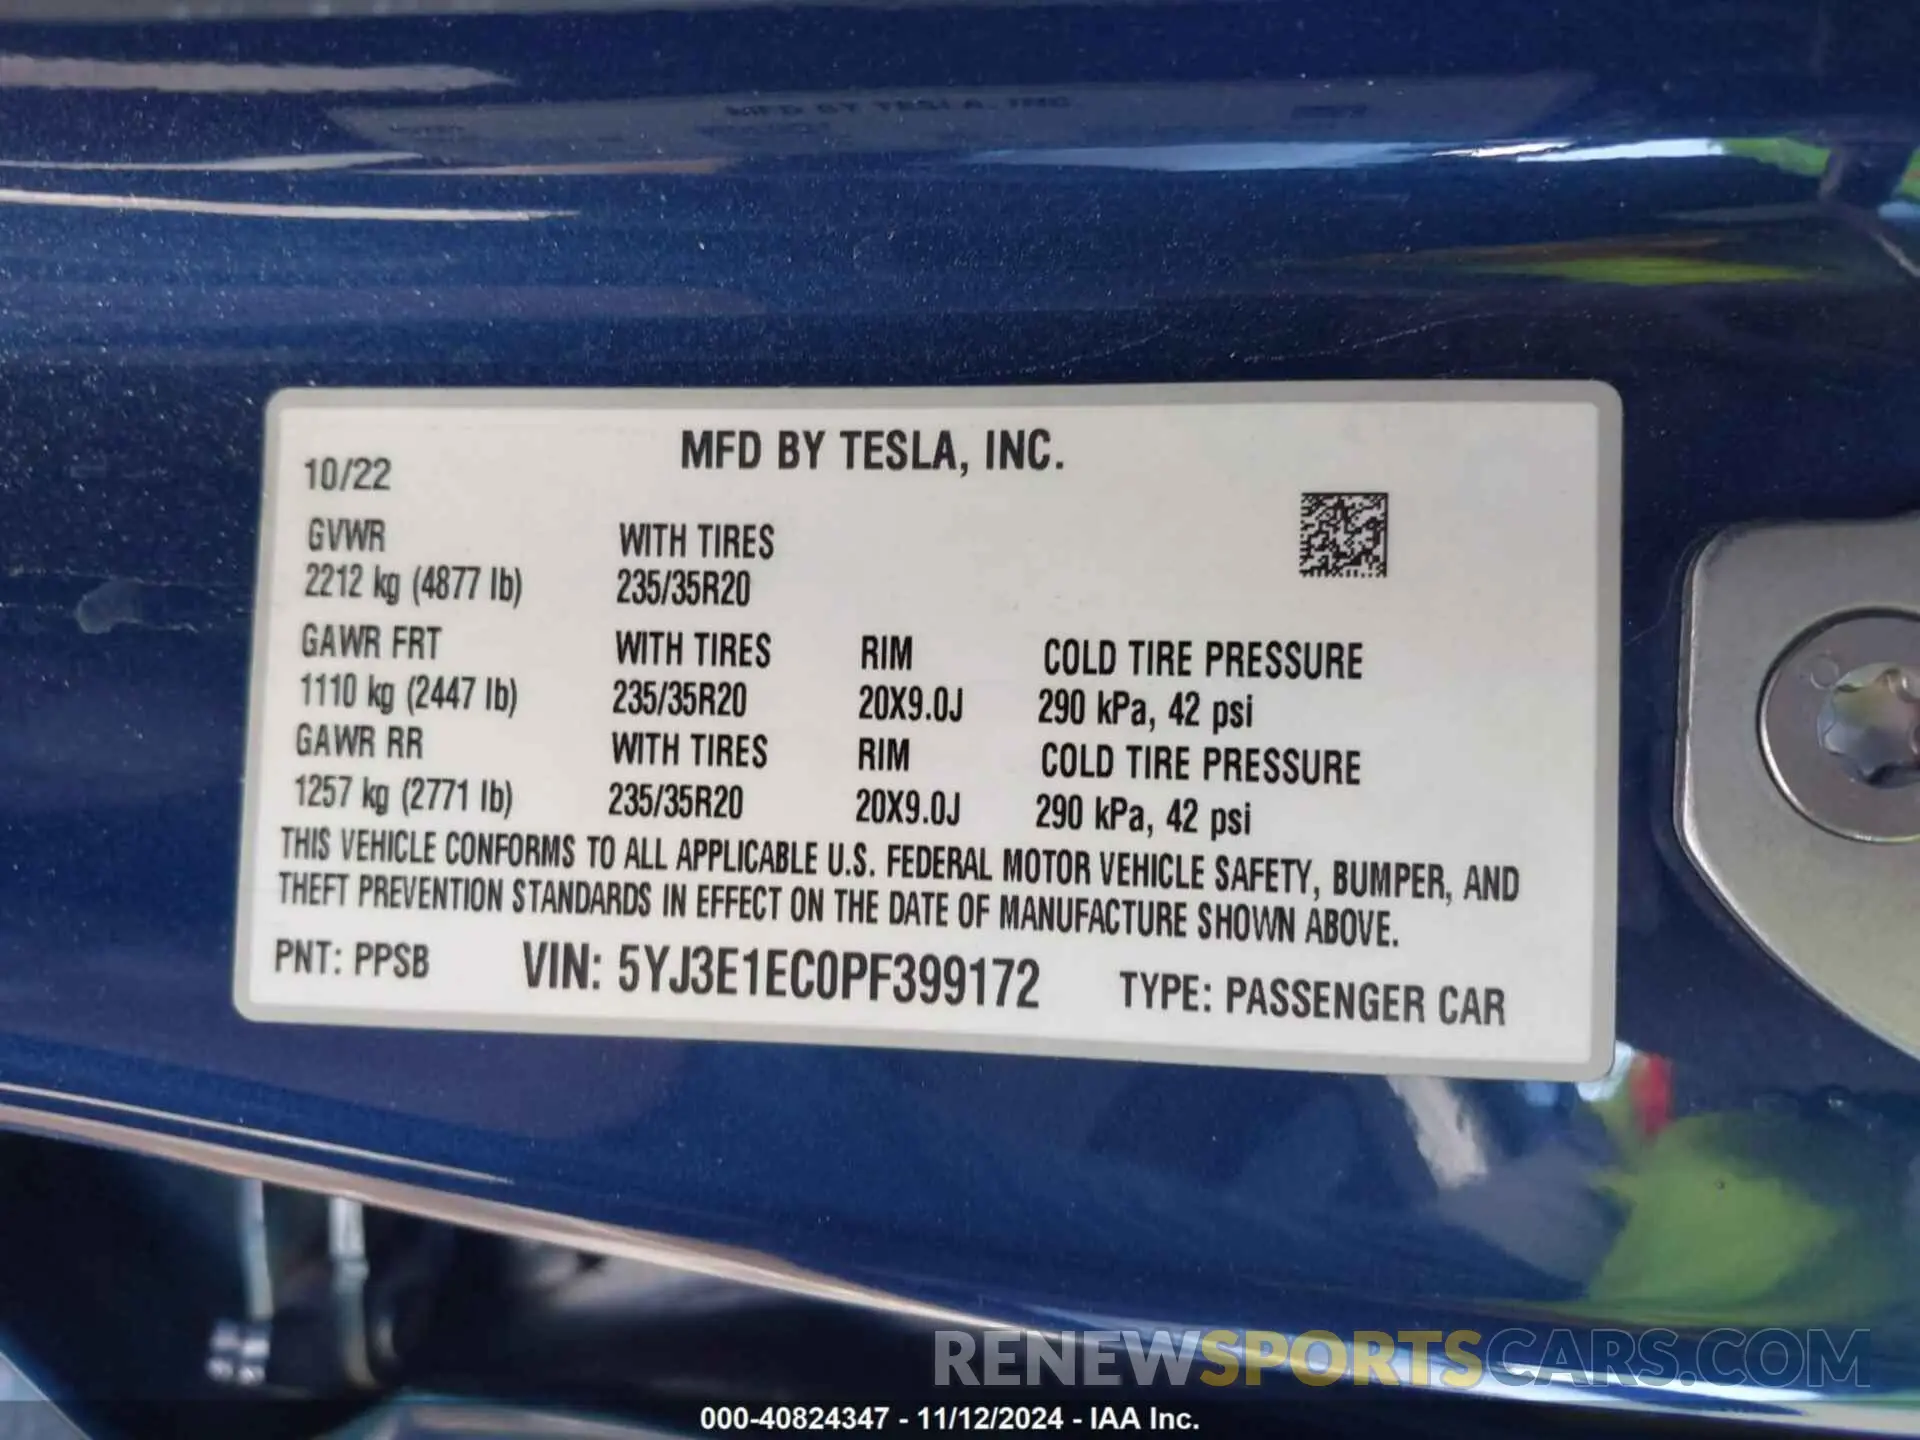 MFD BY TESLA, INC.
10/22
GVWR WITH TIRES
2212 kg (4877 lb) 235/35R20
GAWR FRT WITH TIRES RIM COLD TIRE PRESSURE
1110 kg (2447 lb) 235/35R20 20X9.0J 290 kPa, 42 psi
GAWR RR WITH TIRES RIM COLD TIRE PRESSURE
1257 kg (2771 lb) 235/35R20 20X9.0J 290 kPa, 42 psi
THIS VEHICLE CONFORMS TO ALL APPLICABLE U.S. FEDERAL MOTOR VEHICLE SAFETY, BUMPER, AND
THEFT PREVENTION STANDARDS IN EFFECT ON THE DATE OF MANUFACTURE SHOWN ABOVE.
PNT: PPSB VIN: 5YJ3E1EC0PF399172 TYPE: PASSENGER CAR
RENEWSPORTSCARS.COM
000-40824347 - 11/12/2024 - IAA Inc.